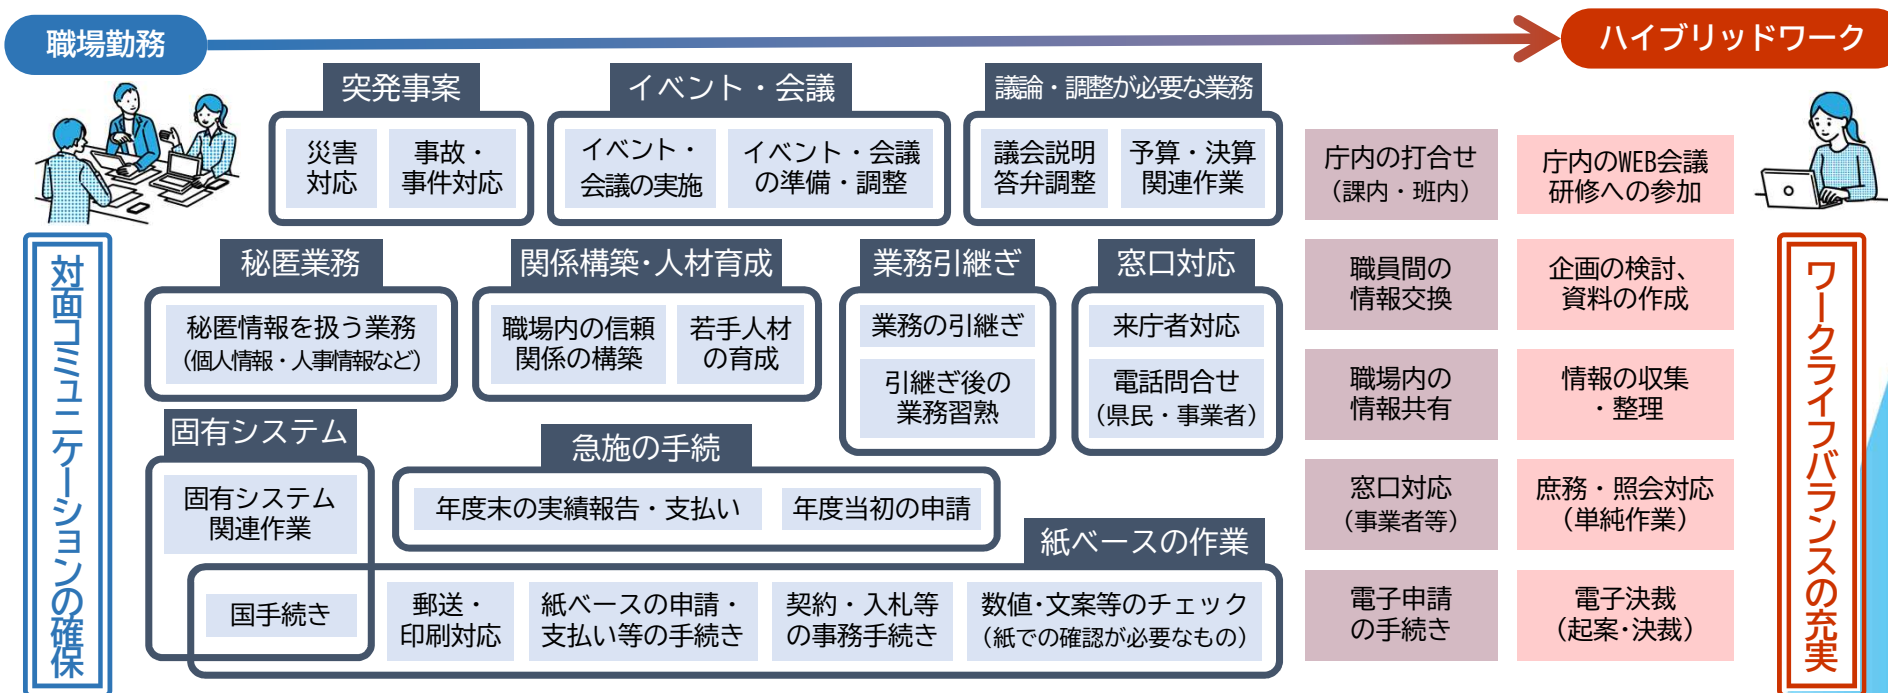 職場勤務
ハイブリッドワーク
突発事案
災害
対応
事故・
事件対応
イベント・会議
イベント・
会議の実施
イベント・会議
の準備・調整
議論・調整が必要な業務
議会説明
答弁調整
予算・決算
関連作業
庁内の打合せ
（課内・班内）
庁内のWEB会議
研修への参加
対面コミュニケーションの確保
秘匿業務
秘匿情報を扱う業務
（個人情報・人事情報など）
関係構築・人材育成
職場内の信頼
関係の構築
若手人材
の育成
業務引継ぎ
業務の引継ぎ
引継ぎ後の
業務習熟
窓口対応
来庁者対応
電話問合せ
（県民・事業者）
職員間の
情報交換
企画の検討、
資料の作成
職場内の
情報共有
情報の収集
・整理
ワークライフバランスの充実
固有システム
固有システム
関連作業
急施の手続
年度末の実績報告・支払い
年度当初の申請
窓口対応
（事業者等）
庶務・照会対応
（単純作業）
紙ベースの作業
国手続き
郵送・
印刷対応
紙ベースの申請・
支払い等の手続き
契約・入札等
の事務手続き
数値・文案等のチェック
（紙での確認が必要なもの）
電子申請
の手続き
電子決裁
（起案・決裁）